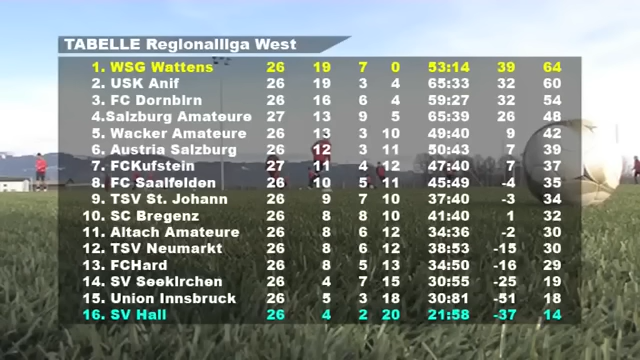 TABELLE Regionalliga West
1. WSG Wattens 26 19 7 0 53:14 39 64
2. USK Anif 26 19 3 4 65:33 32 60
3. FC Dornbirn 26 16 6 4 59:27 32 54
4.Salzburg Amateure 27 13 9 5 65:39 26 48
5. Wacker Amateure 26 13 3 10 49:40 9 42
6. Austria Salzburg 26 12 3 11 50:43 7 39
7. FCKufstein 27 11 4 12 47:40 7 37
8. FC Saalfelden 26 10 5 11 45:49 -4 35
9. TSV St. Johann 26 9 7 10 37:40 -3 34
10. SC Bregenz 26 8 8 10 41:40 1 32
11. Altach Amateure 26 8 6 12 34:36 -2 30
12. TSV Neumarkt 26 8 6 12 38:53 -15 30
13. FCHard 26 8 5 13 34:50 -16 29
14. SV Seekirchen 26 4 7 15 30:55 -25 19
15. Union Innsbruck 26 5 3 18 30:81 -51 18
16. SV Hall 26 4 2 20 21:58 -37 14